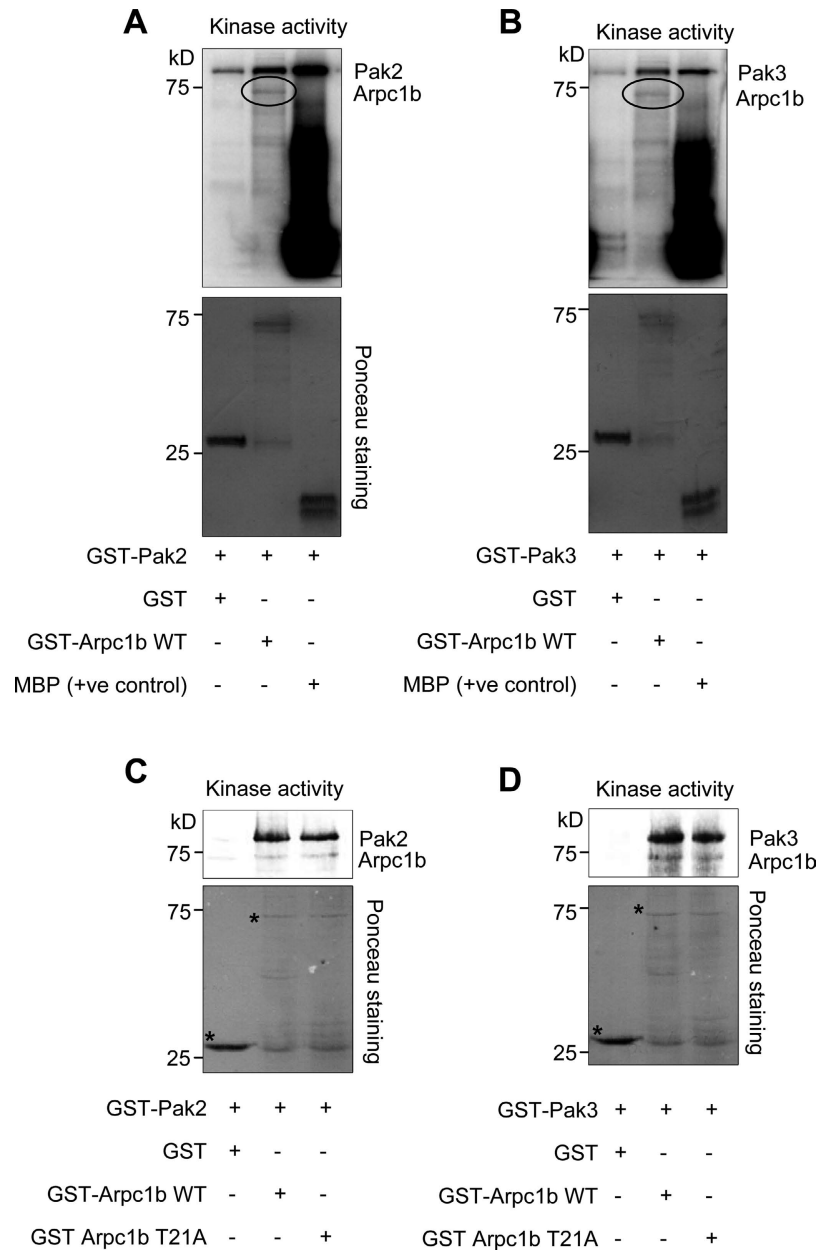 A
Kinase activity
kD
75
Pak2
Arpc1b
75
25
Ponceau staining
GST-Pak2 + + +
GST + - -
GST-Arpc1b WT - + -
MBP (+ve control) - - +
B
Kinase activity
kD
75
Pak3
Arpc1b
75
25
Ponceau staining
GST-Pak3 + + +
GST + - -
GST-Arpc1b WT - + -
MBP (+ve control) - - +
C
Kinase activity
kD
75
Pak2
Arpc1b
75
*
*
25
Ponceau staining
GST-Pak2 + + +
GST + - -
GST-Arpc1b WT - + -
GST Arpc1b T21A - - +
D
Kinase activity
kD
75
Pak3
Arpc1b
75
*
*
25
Ponceau staining
GST-Pak3 + + +
GST + - -
GST-Arpc1b WT - + -
GST Arpc1b T21A - - +